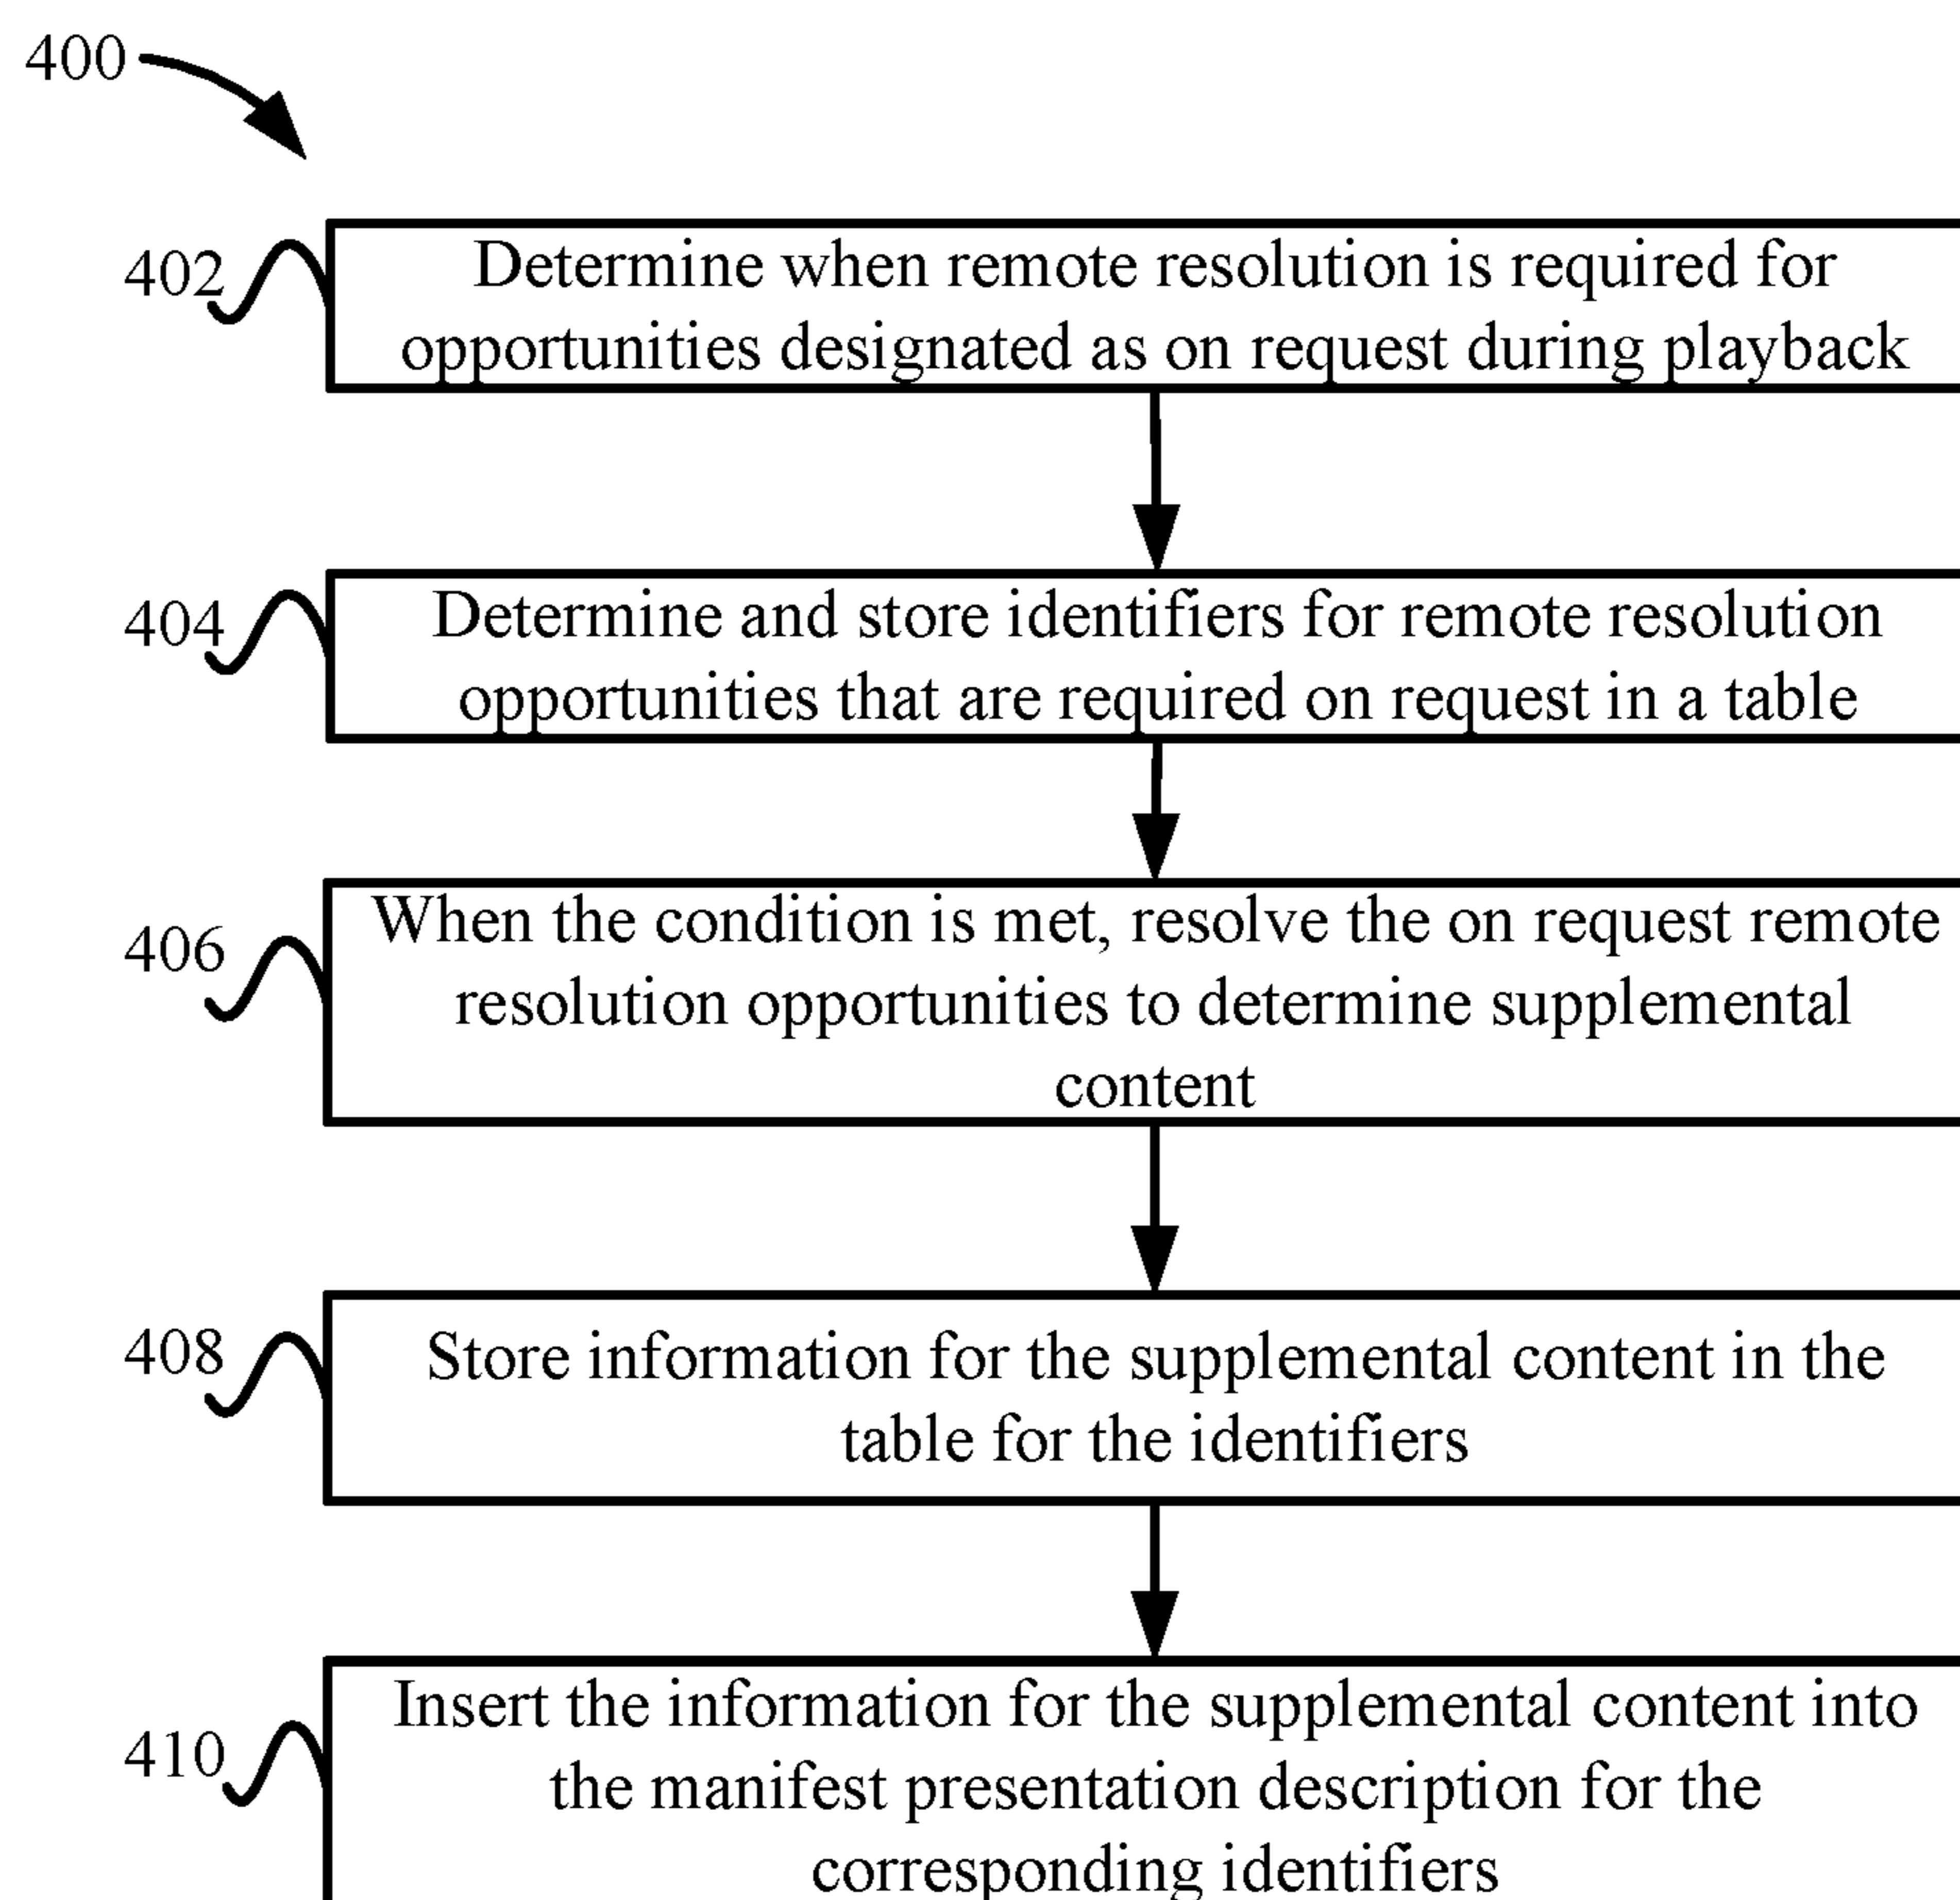 400
402
Determine when remote resolution is required for
opportunities designated as on request during playback
404
Determine and store identifiers for remote resolution
opportunities that are required on request in a table
406
When the condition is met, resolve the on request remote
resolution opportunities to determine supplemental
content
408
Store information for the supplemental content in the
table for the identifiers
410
Insert the information for the supplemental content into
the manifest presentation description for the
corresponding identifiers